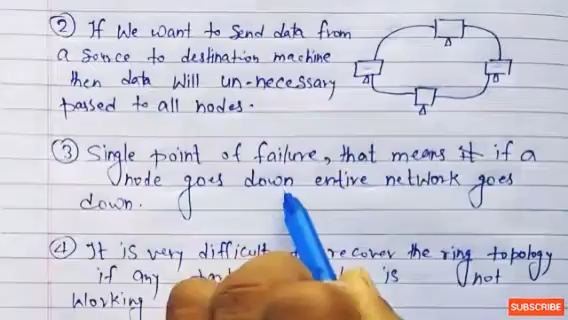 ② If We want to Send data from
a Sonce to destination machine
then data Will un-necessary
passed to all nodes.
③ Single point of failure, that means it if a
node goes down entire network goes
down.
④ It is very difficult recover the ring topology
if any is not
Working
SUBSCRIBE